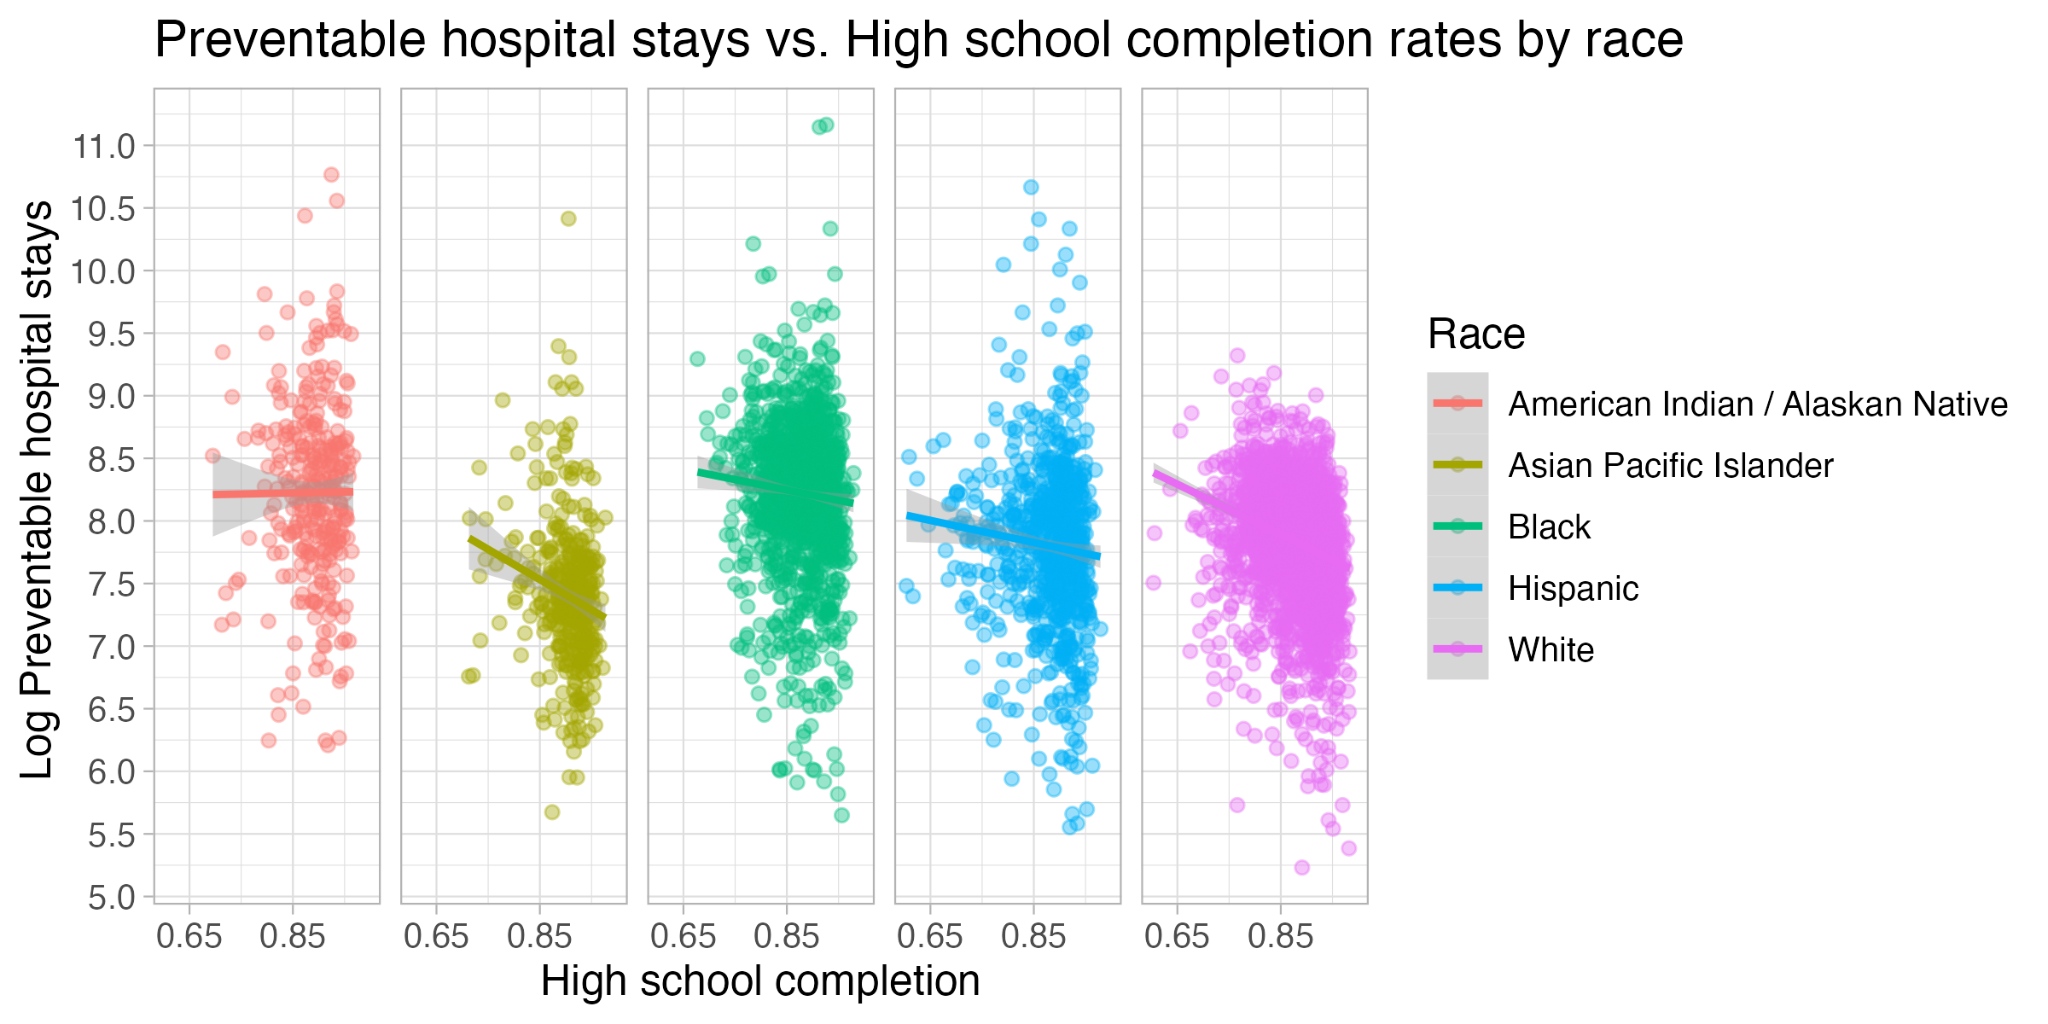 Preventable hospital stays vs. High school completion rates by race
Log Preventable hospital stays
11.0
10.5
10.0
9.5
9.0
8.5
8.0
7.5
7.0
6.5
6.0
5.5
5.0
0.65 0.85 0.65 0.85 0.65 0.85 0.65 0.85 0.65 0.85
High school completion
Race
American Indian / Alaskan Native
Asian Pacific Islander
Black
Hispanic
White